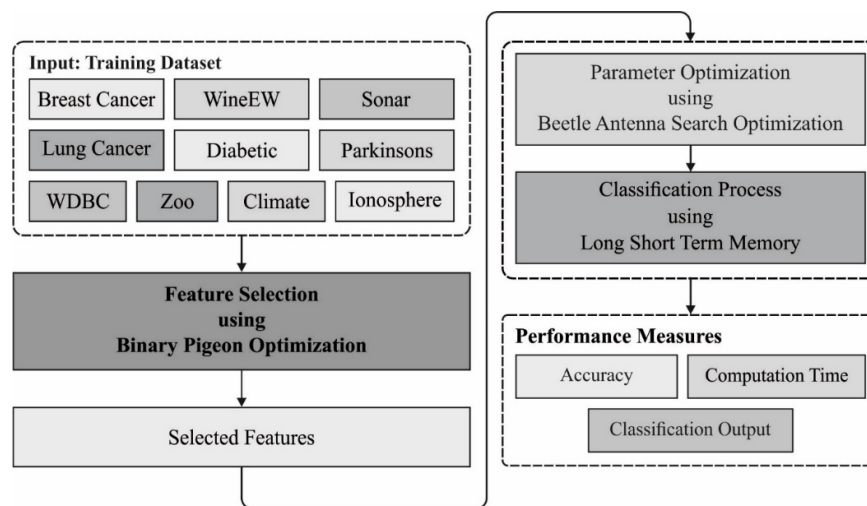 Input: Training Dataset
Breast Cancer
WineEW
Sonar
Lung Cancer
Diabetic
Parkinsons
WDBC
Zoo
Climate
Ionosphere
Feature Selection
using
Binary Pigeon Optimization
Selected Features
Parameter Optimization
using
Beetle Antenna Search Optimization
Classification Process
using
Long Short Term Memory
Performance Measures
Accuracy
Computation Time
Classification Output